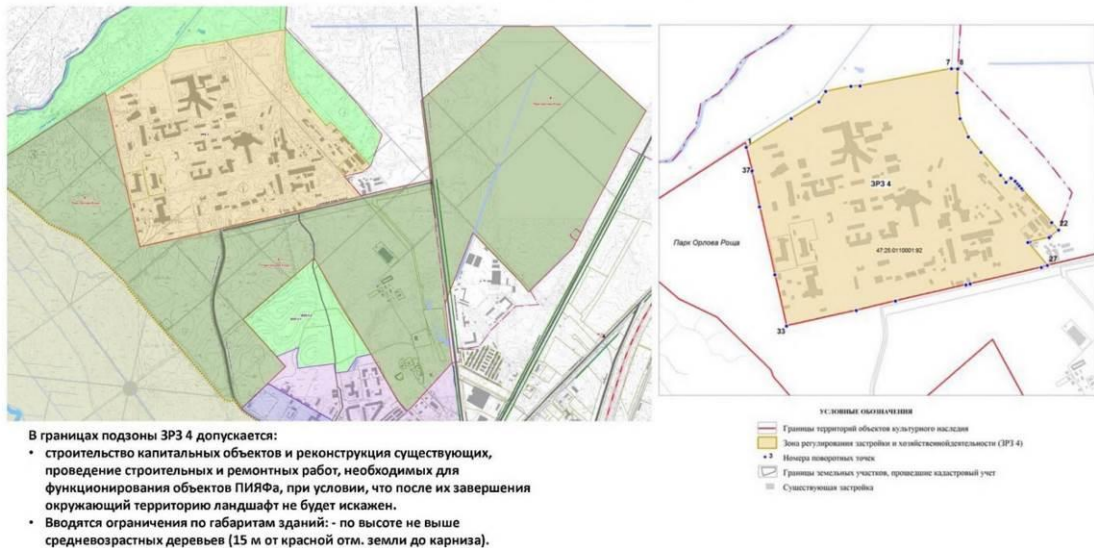 7
8
1
37
ЗРЗ 4
22
Парк Орлова Роща
47:25:0110001:62
27
33
УСЛОВНЫЕ ОБОЗНАЧЕНИЯ
Границы территорий объектов культурного наследия
Зона регулирования застройки и хозяйственнойдеятельности (ЗРЗ 4)
3 Номера поворотных точек
Границы земельных участков, прошедшие кадастровый учет
Существующая застройка
В границах подзоны ЗРЗ 4 допускается:
• строительство капитальных объектов и реконструкция существующих,
проведение строительных и ремонтных работ, необходимых для
функционирования объектов ПИЯФа, при условии, что после их завершения
окружающий территорию ландшафт не будет искажен.
• Вводятся ограничения по габаритам зданий: - по высоте не выше
средневозрастных деревьев (15 м от красной отм. земли до карниза).